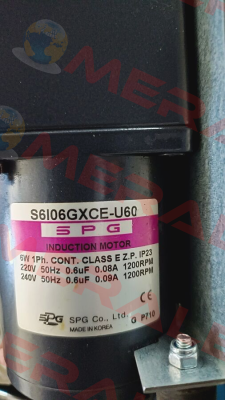 S6I06GXCE-U60
SPG
INDUCTION MOTOR
6W 1Ph. CONT. CLASS E Z.P. IP23
220V 50Hz 0.6uF 0.08A 1200RPM
240V 50Hz 0.6uF 0.09A 1200RPM
SPG SPG Co., Ltd. CE
MADE IN KOREA G P710